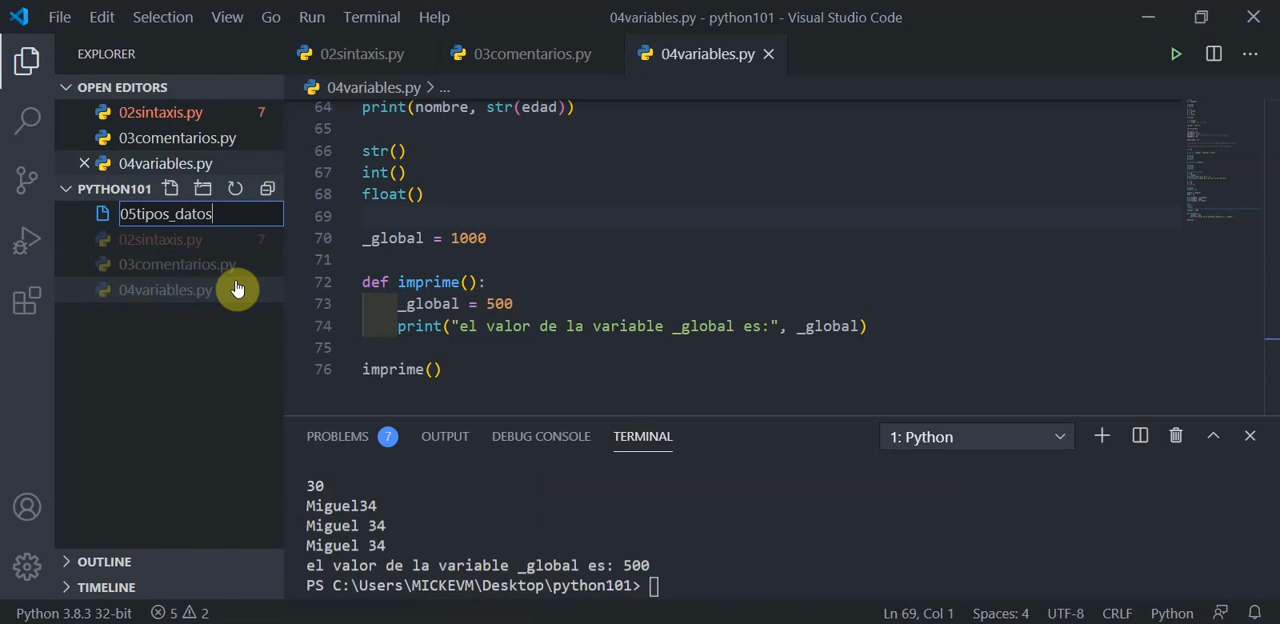 File Edit Selection View Go Run Terminal Help
04variables.py - python101 - Visual Studio Code
EXPLORER
02sintaxis.py
03comentarios.py
04variables.py
OPEN EDITORS
02sintaxis.py 7
03comentarios.py
04variables.py
PYTHON101
05tipos_datos
02sintaxis.py 7
03comentarios.py
04variables.py
OUTLINE
TIMELINE
04variables.py > ...
64 print(nombre, str(edad))
65
66 str()
67 int()
68 float()
69
70 _global = 1000
71
72 def imprime():
73 _global = 500
74 print("el valor de la variable _global es:", _global)
75
76 imprime()
PROBLEMS 7 OUTPUT DEBUG CONSOLE TERMINAL 1: Python
30
Miguel34
Miguel 34
Miguel 34
el valor de la variable _global es: 500
PS C:\Users\MICKEVM\Desktop\python101>
Python 3.8.3 32-bit 5 2 Ln 69, Col 1 Spaces: 4 UTF-8 CRLF Python